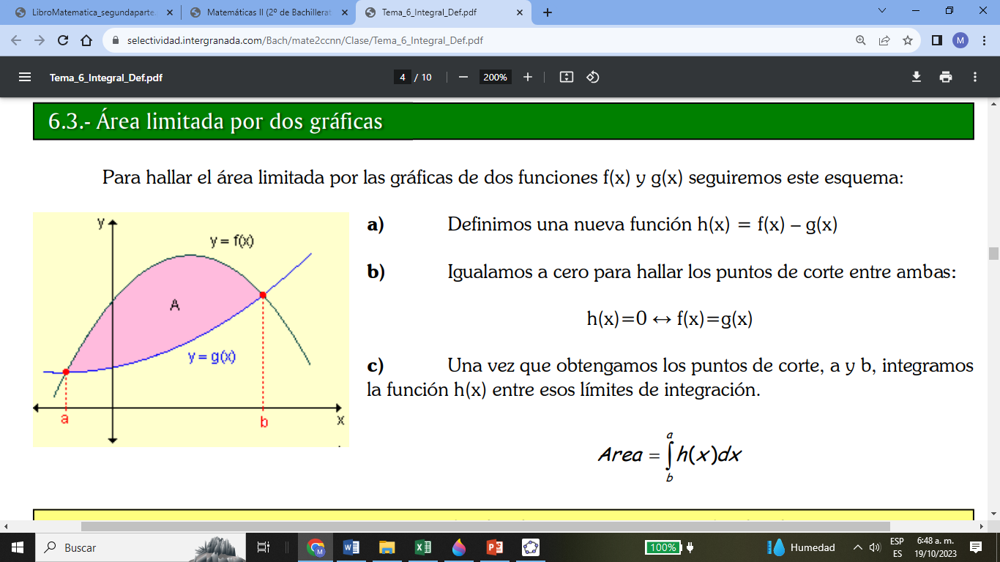 LibroMatematica_segundaparte.
Matemáticas II (2º de Bachillerat
Tema_6_Integral_Def.pdf
selectividad.intergranada.com/Bach/mate2ccnn/Clase/Tema_6_Integral_Def.pdf
M
Tema_6_Integral_Def.pdf
4 / 10
200%
6.3.- Área limitada por dos gráficas
Para hallar el área limitada por las gráficas de dos funciones f(x) y g(x) seguiremos este esquema:
y
y = f(x)
A
y = g(x)
a
b
x
a) Definimos una nueva función h(x) = f(x) – g(x)
b) Igualamos a cero para hallar los puntos de corte entre ambas:
h(x)=0 ↔ f(x)=g(x)
c) Una vez que obtengamos los puntos de corte, a y b, integramos
la función h(x) entre esos límites de integración.
a
Area = ∫ h(x)dx
b
Buscar
100%
Humedad
ESP
ES
6:48 a. m.
19/10/2023